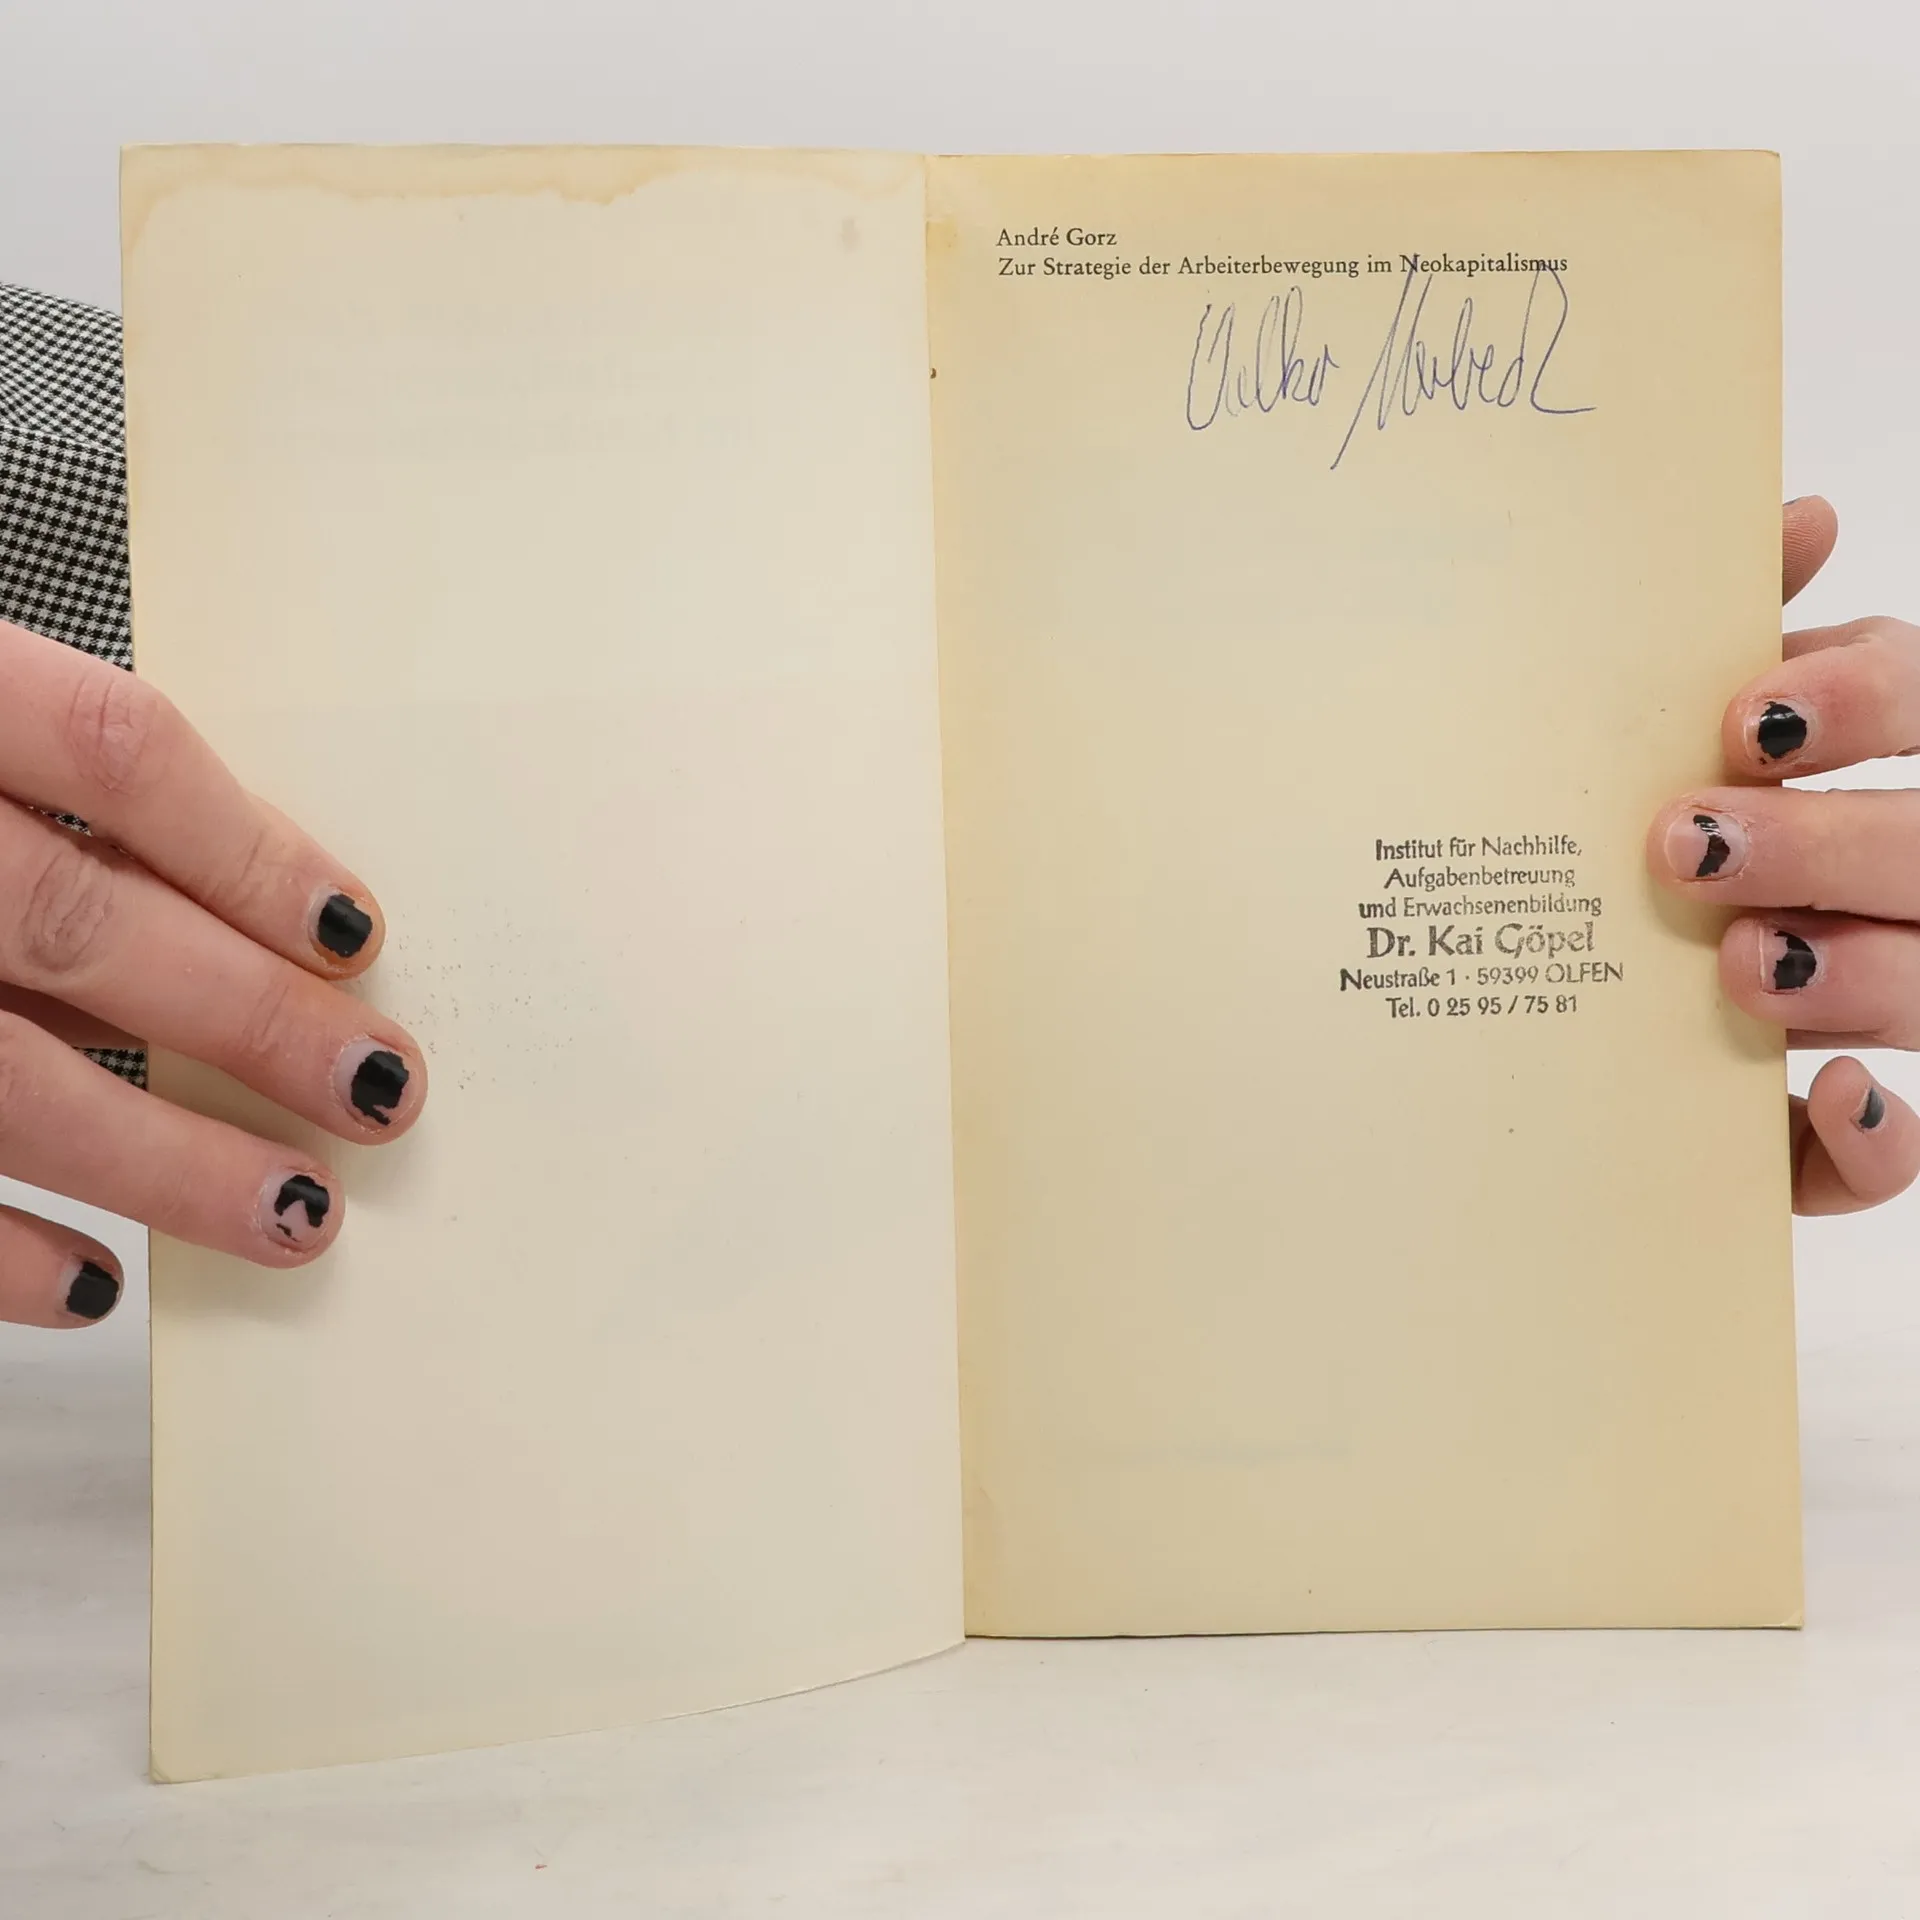 André Gorz
Zur Strategie der Arbeiterbewegung im Neokapitalismus
Institut für Nachhilfe,
Aufgabenbetreuung
und Erwachsenenbildung
Dr. Kai Göpel
Neustraße 1 · 59399 OLFEN
Tel. 0 25 95 / 75 81